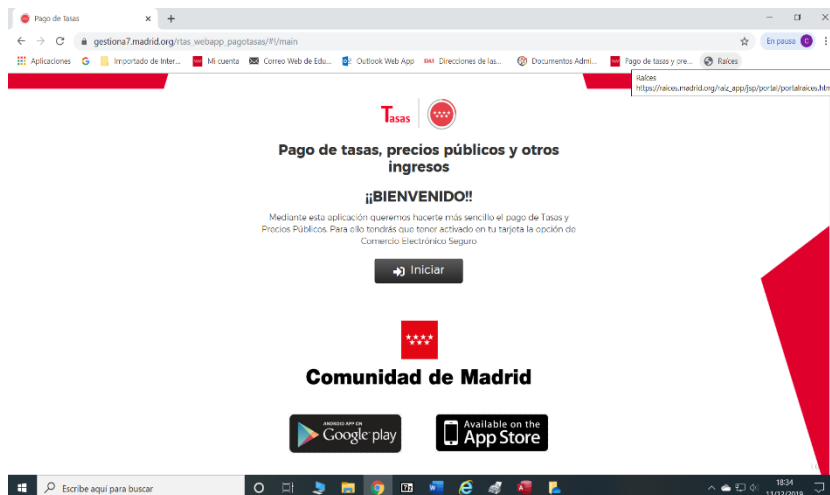 Pago de Tasas
gestiona7.madrid.org/rtas_webapp_pagotasas/#!/main
En pausa
Aplicaciones
Importado de Inter...
Mi cuenta
Correo Web de Edu...
Outlook Web App
Direcciones de las...
Documentos Admi...
Pago de tasas y pre...
Raíces
Raíces
https://raices.madrid.org/raiz_app/jsp/portal/portalraices.htm
Tasas
Pago de tasas, precios públicos y otros
ingresos
¡¡BIENVENIDO!!
Mediante esta aplicación queremos hacerte más sencillo el pago de Tasas y
Precios Públicos. Para ello tendrás que tener activado en tu tarjeta la opción de
Comercio Electrónico Seguro
Iniciar
Comunidad de Madrid
ANDROID APP ON
Google play
Available on the
App Store
Escribe aquí para buscar
18:34